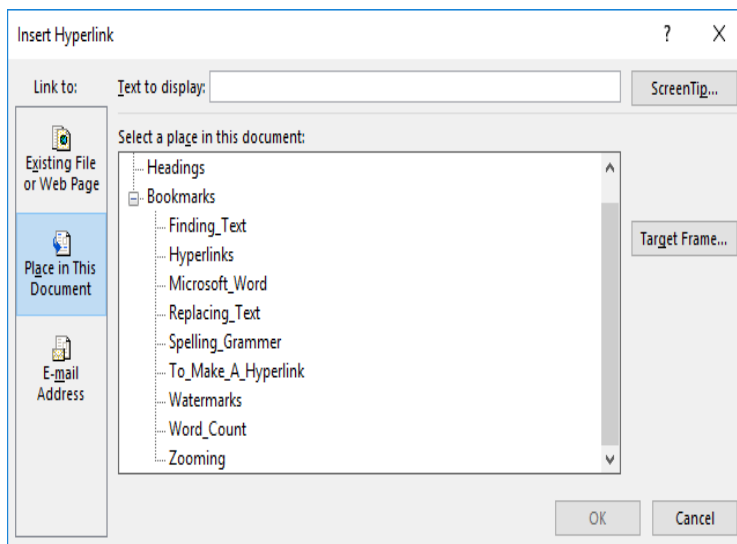 Insert Hyperlink
? X
Link to:
Text to display:
ScreenTip...
Existing File
or Web Page
Place in This
Document
E-mail
Address
Select a place in this document:
Headings
Bookmarks
Finding_Text
Hyperlinks
Microsoft_Word
Replacing_Text
Spelling_Grammer
To_Make_A_Hyperlink
Watermarks
Word_Count
Zooming
Target Frame...
OK
Cancel